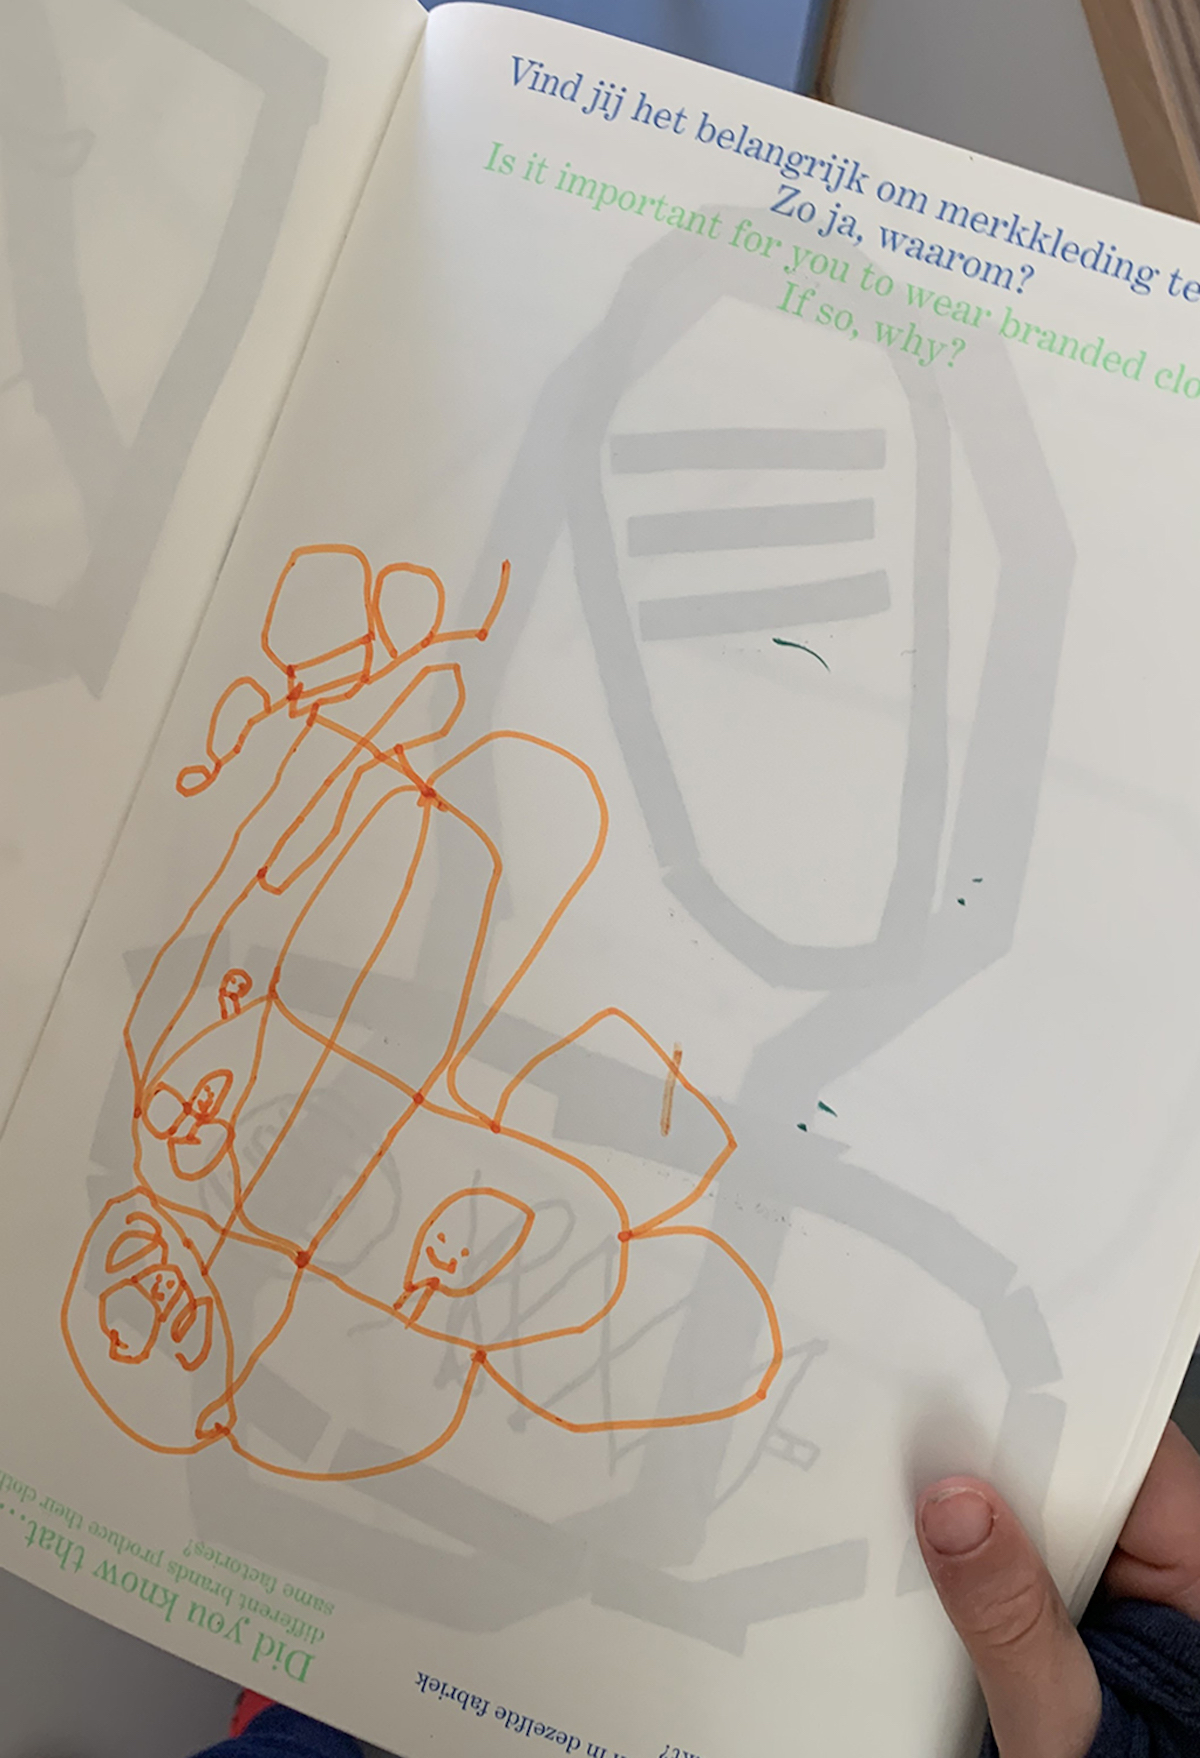 Vind jij het belangrijk om merkkleding te
Zo ja, waarom?
Is it important for you to wear branded clo
If so, why?
Did you know that...
different brands produce their cloth
same factories?
in dezelfde fabriek